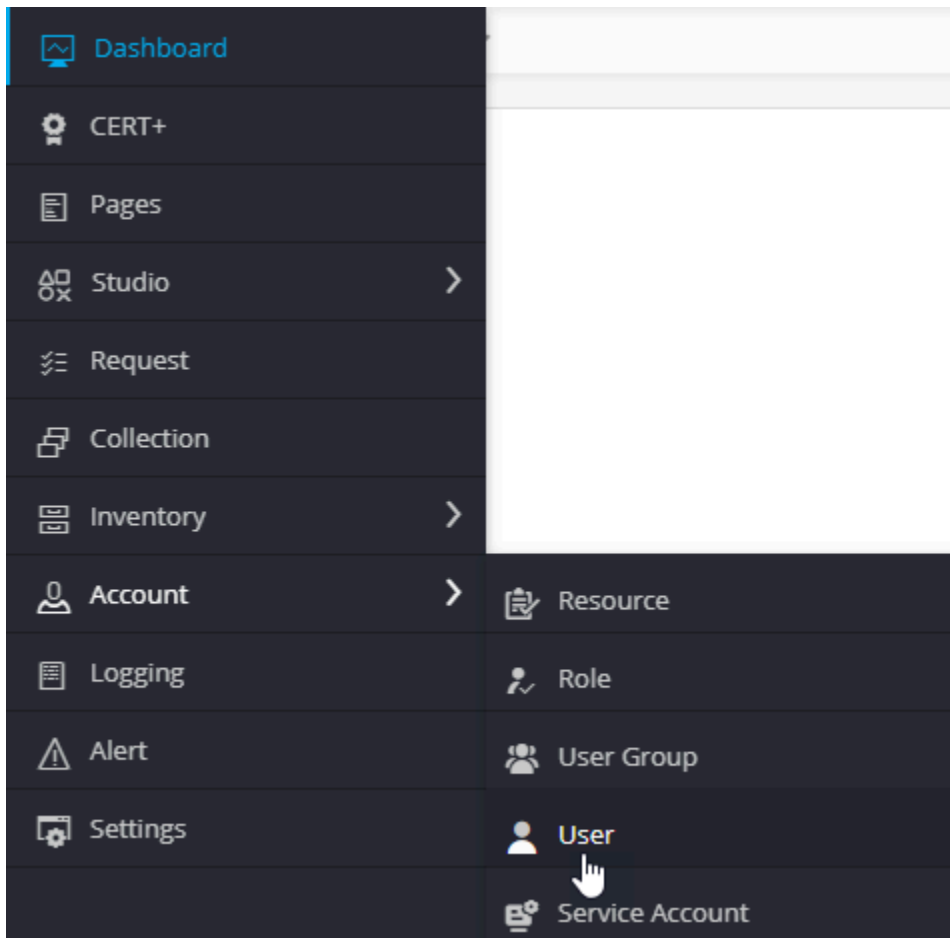 Dashboard
CERT+
Pages
Studio
Request
Collection
Inventory
Account
Logging
Alert
Settings
Resource
Role
User Group
User
Service Account